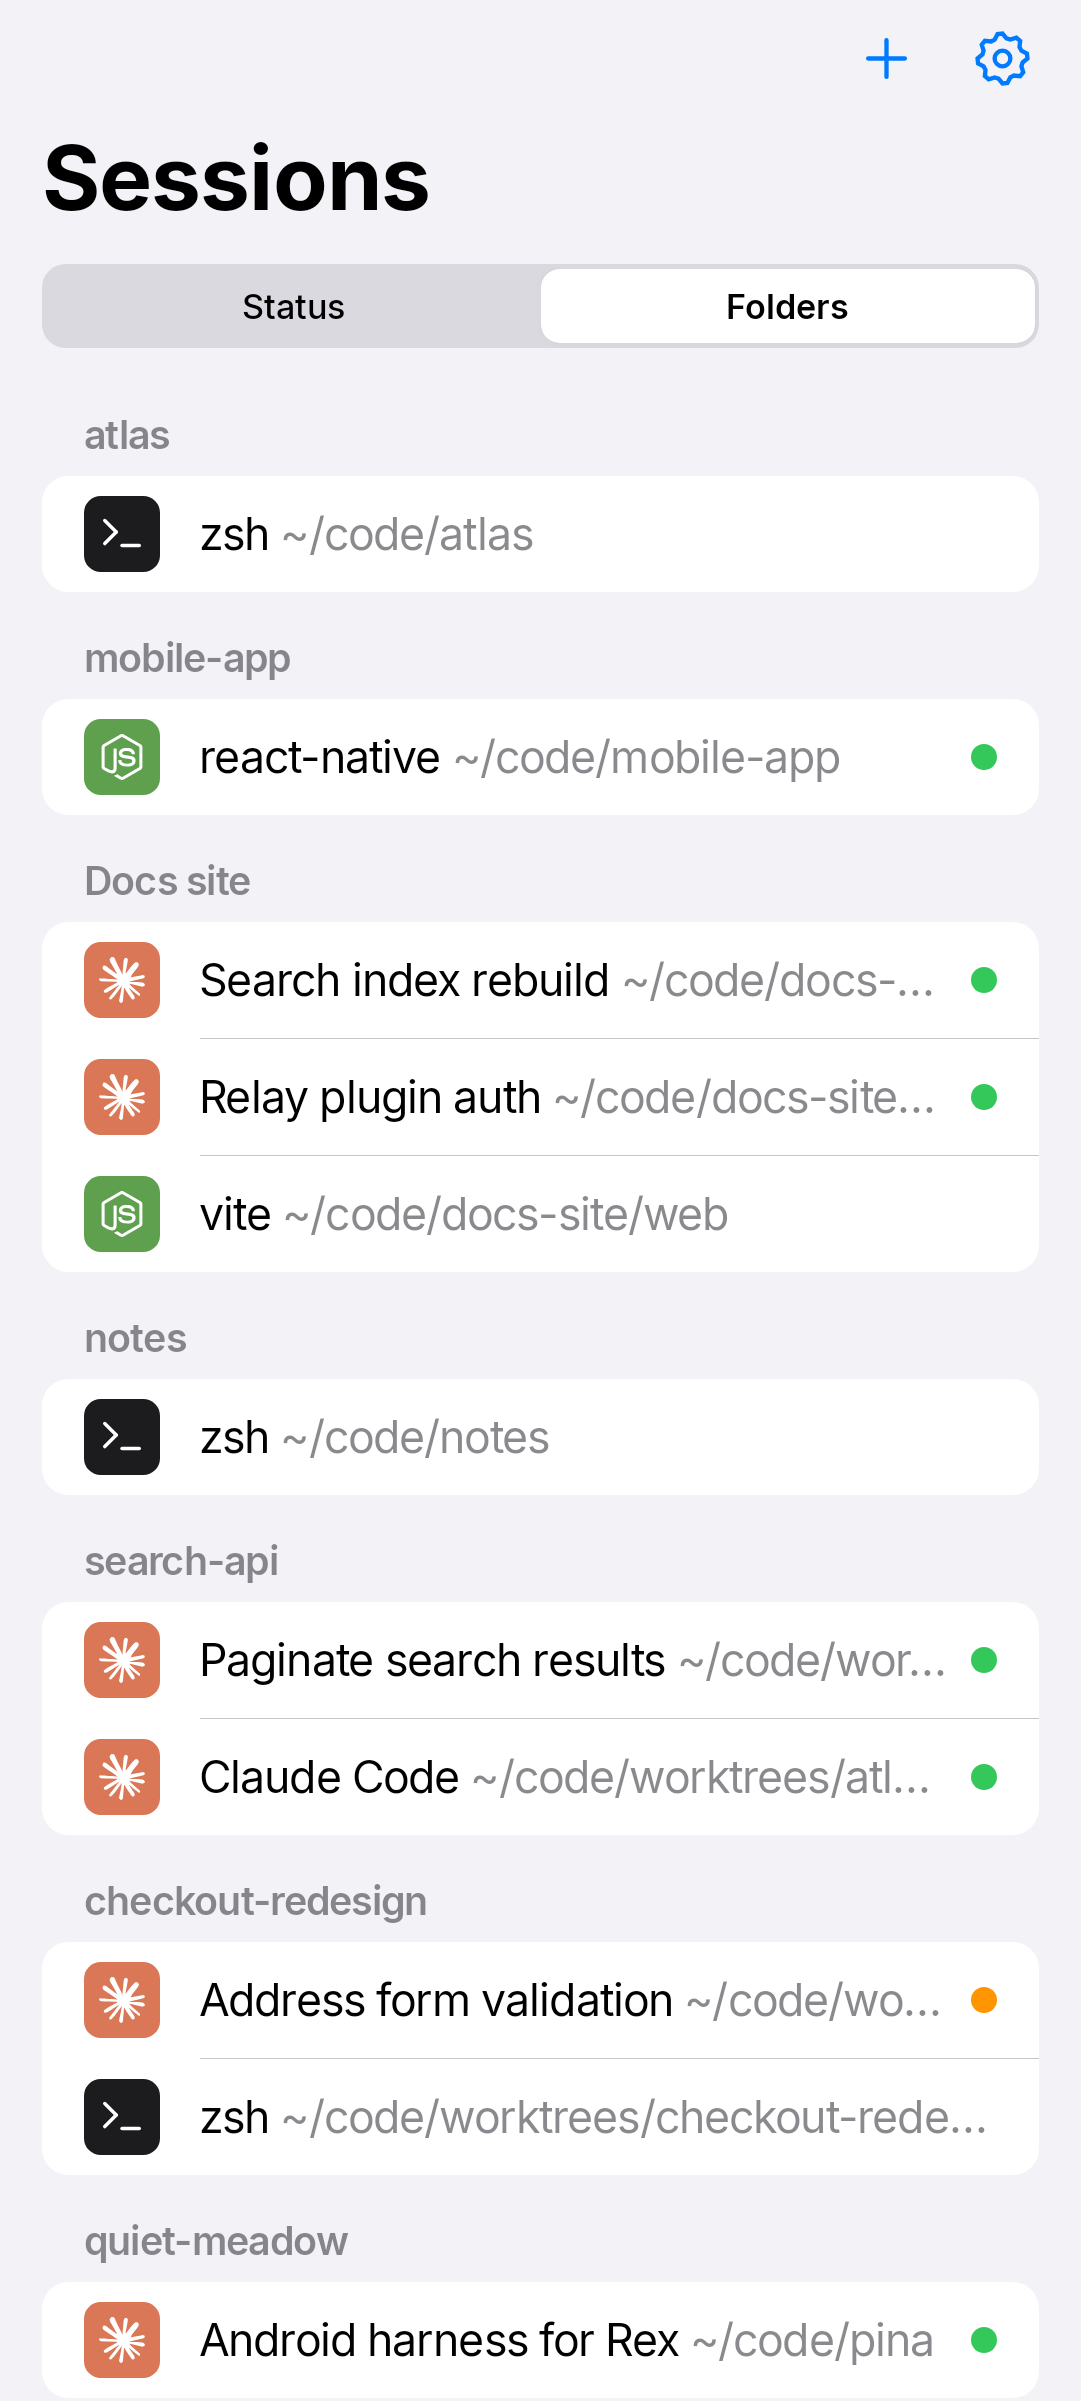 Sessions
Status
Folders
atlas
zsh ~/code/atlas
mobile-app
react-native ~/code/mobile-app
Docs site
Search index rebuild ~/code/docs-...
Relay plugin auth ~/code/docs-site...
vite ~/code/docs-site/web
notes
zsh ~/code/notes
search-api
Paginate search results ~/code/wor...
Claude Code ~/code/worktrees/atl...
checkout-redesign
Address form validation ~/code/wo...
zsh ~/code/worktrees/checkout-rede...
quiet-meadow
Android harness for Rex ~/code/pina